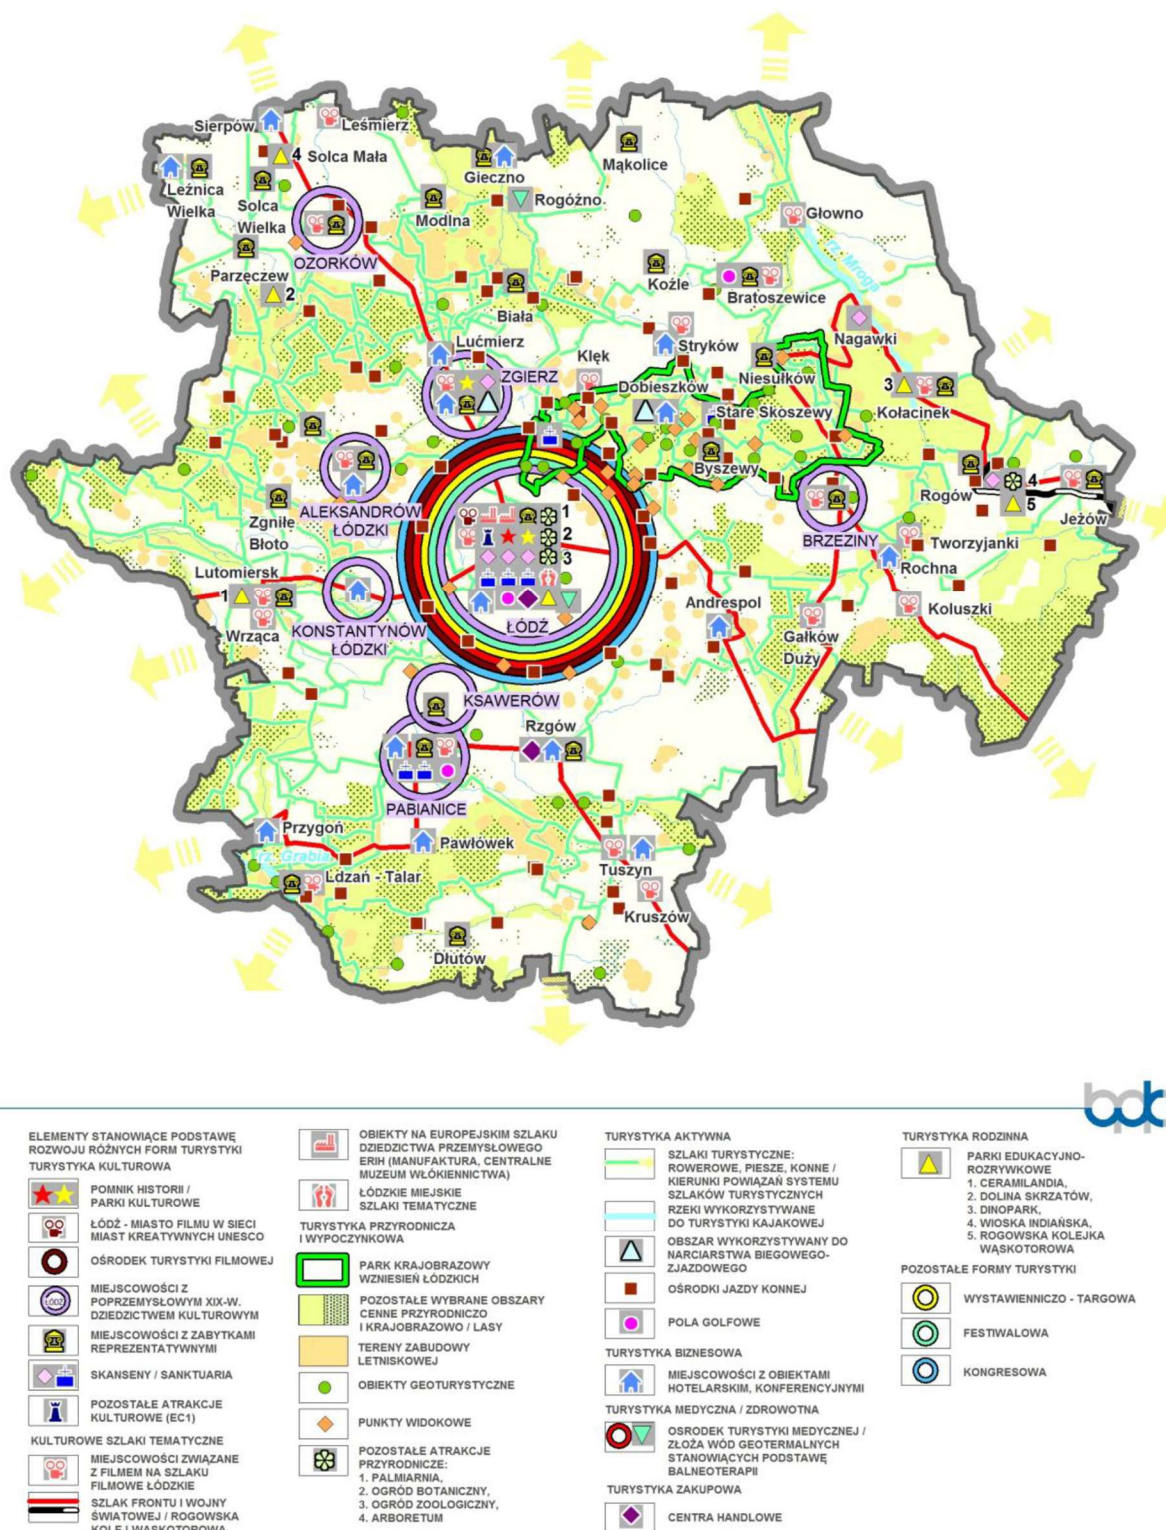 Sierpów
Leśmierz
4 Solca Mała
Mąkolice
Gieczno
Leźnica
Wielka
Solca
Wielka
Modlna
Rogóźno
Głowno
OZORKÓW
rz. Mroga
Parzęczew
2
Koźle
Bratoszewice
Biała
Lućmierz
Klęk
Stryków
Nagawki
ZGIERZ
Dobieszków
Niesułków
3
Stare Skoszewy
Kołacinek
Byszewy
Rogów
4
5
Jeżów
ALEKSANDRÓW
ŁÓDZKI
Zgniłe
Błoto
1
2
3
BRZEZINY
Tworzyjanki
Rochna
Lutomiersk
1
Andrespol
Koluszki
Wrząca
KONSTANTYNÓW
ŁÓDZKI
ŁÓDŹ
Gałków
Duży
KSAWERÓW
Rzgów
PABIANICE
Przygoń
Pawłówek
rz. Grabia
Ldzań - Talar
Tuszyn
Kruszów
Dłutów
bpk
ELEMENTY STANOWIĄCE PODSTAWĘ
ROZWOJU RÓŻNYCH FORM TURYSTYKI
TURYSTYKA KULTUROWA
POMNIK HISTORII /
PARKI KULTUROWE
ŁÓDŹ - MIASTO FILMU W SIECI
MIAST KREATYWNYCH UNESCO
OŚRODEK TURYSTYKI FILMOWEJ
ŁÓDŹ
MIEJSCOWOŚCI Z
POPRZEMYSŁOWYM XIX-W.
DZIEDZICTWEM KULTUROWYM
MIEJSCOWOŚCI Z ZABYTKAMI
REPREZENTATYWNYMI
SKANSENY / SANKTUARIA
POZOSTAŁE ATRAKCJE
KULTUROWE (EC1)
KULTUROWE SZLAKI TEMATYCZNE
MIEJSCOWOŚCI ZWIĄZANE
Z FILMEM NA SZLAKU
FILMOWE ŁÓDZKIE
SZLAK FRONTU I WOJNY
ŚWIATOWEJ / ROGOWSKA
KOLEJ WĄSKOTOROWA
OBIEKTY NA EUROPEJSKIM SZLAKU
DZIEDZICTWA PRZEMYSŁOWEGO
ERIH (MANUFAKTURA, CENTRALNE
MUZEUM WŁÓKIENNICTWA)
ŁÓDZKIE MIEJSKIE
SZLAKI TEMATYCZNE
TURYSTYKA PRZYRODNICZA
I WYPOCZYNKOWA
PARK KRAJOBRAZOWY
WZNIESIEŃ ŁÓDZKICH
POZOSTAŁE WYBRANE OBSZARY
CENNE PRZYRODNICZO
I KRAJOBRAZOWO / LASY
TERENY ZABUDOWY
LETNISKOWEJ
OBIEKTY GEOTURYSTYCZNE
PUNKTY WIDOKOWE
POZOSTAŁE ATRAKCJE
PRZYRODNICZE:
1. PALMIARNIA,
2. OGRÓD BOTANICZNY,
3. OGRÓD ZOOLOGICZNY,
4. ARBORETUM
TURYSTYKA AKTYWNA
SZLAKI TURYSTYCZNE:
ROWEROWE, PIESZE, KONNE /
KIERUNKI POWIĄZAŃ SYSTEMU
SZLAKÓW TURYSTYCZNYCH
RZEKI WYKORZYSTYWANE
DO TURYSTYKI KAJAKOWEJ
OBSZAR WYKORZYSTYWANY DO
NARCIARSTWA BIEGOWEGO-
ZJAZDOWEGO
OŚRODKI JAZDY KONNEJ
POLA GOLFOWE
TURYSTYKA BIZNESOWA
MIEJSCOWOŚCI Z OBIEKTAMI
HOTELARSKIM, KONFERENCYJNYMI
TURYSTYKA MEDYCZNA / ZDROWOTNA
OSRODEK TURYSTYKI MEDYCZNEJ /
ZŁOŻA WÓD GEOTERMALNYCH
STANOWIĄCYCH PODSTAWĘ
BALNEOTERAPII
TURYSTYKA ZAKUPOWA
CENTRA HANDLOWE
TURYSTYKA RODZINNA
PARKI EDUKACYJNO-
ROZRYWKOWE
1. CERAMILANDIA,
2. DOLINA SKRZATÓW,
3. DINOPARK,
4. WIOSKA INDIAŃSKA,
5. ROGOWSKA KOLEJKA
WĄSKOTOROWA
POZOSTAŁE FORMY TURYSTYKI
WYSTAWIENNICZO - TARGOWA
FESTIWALOWA
KONGRESOWA